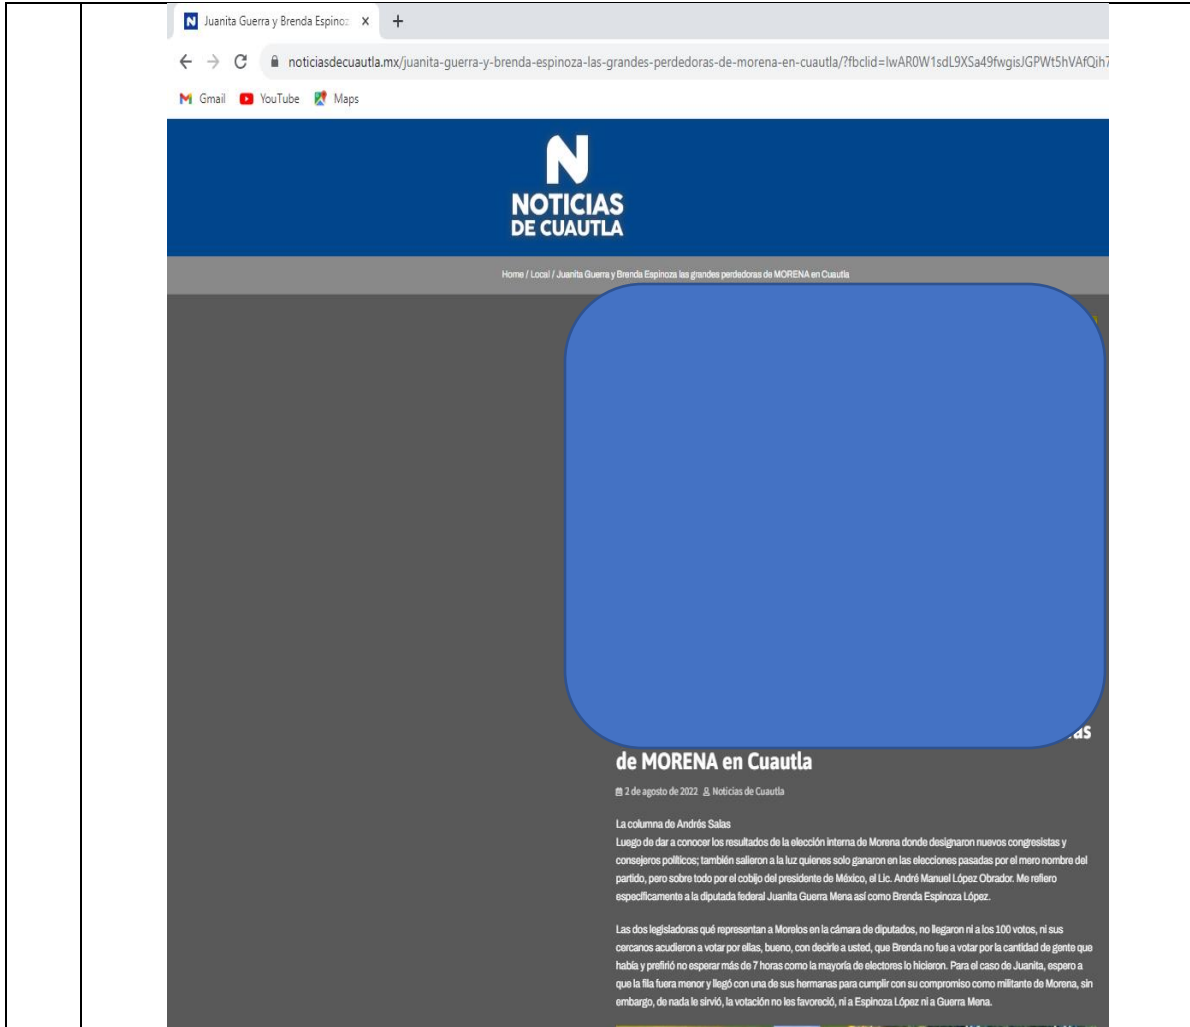 Juanita Guerra y Brenda Espinoz
noticiasdecuautla.mx/juanita-guerra-y-brenda-espinoza-las-grandes-perdedoras-de-morena-en-cuautla/?fbclid=IwAR0W1sdL9XSa49fwgisJGPWt5hVAfQih7
Gmail YouTube Maps
N
NOTICIAS
DE CUAUTLA
Home / Local / Juanita Guerra y Brenda Espinoza las grandes perdedoras de MORENA en Cuautla
de MORENA en Cuautla
2 de agosto de 2022 Noticias de Cuautla
La columna de Andrés Salas
Luego de dar a conocer los resultados de la elección interna de Morena donde designaron nuevos congresistas y
consejeros políticos; también salieron a la luz quienes solo ganaron en las elecciones pasadas por el mero nombre del
partido, pero sobre todo por el cobijo del presidente de México, el Lic. André Manuel López Obrador. Me refiero
específicamente a la diputada federal Juanita Guerra Mena así como Brenda Espinoza López.
Las dos legisladoras qué representan a Morelos en la cámara de diputados, no llegaron ni a los 100 votos, ni sus
cercanos acudieron a votar por ellas, bueno, con decirle a usted, que Brenda no fue a votar por la cantidad de gente que
había y prefirió no esperar más de 7 horas como la mayoría de electores lo hicieron. Para el caso de Juanita, espero a
que la fila fuera menor y llegó con una de sus hermanas para cumplir con su compromiso como militante de Morena, sin
embargo, de nada le sirvió, la votación no les favoreció, ni a Espinoza López ni a Guerra Mena.